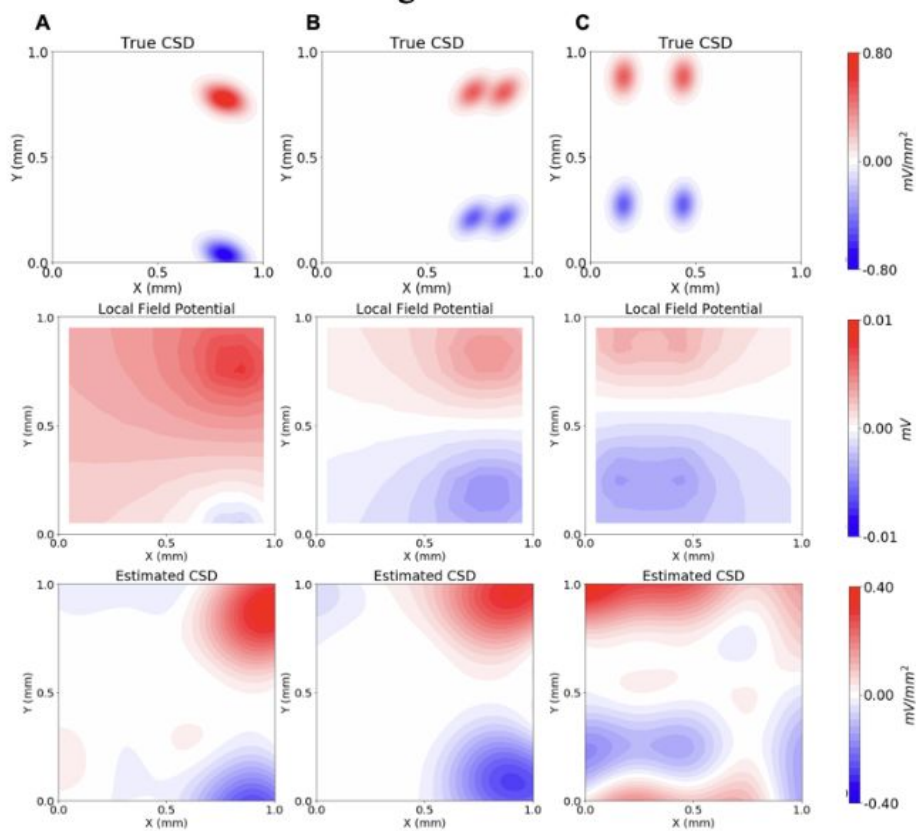 A B C
True CSD True CSD True CSD
1.0 1.0 1.0 0.80
Y (mm) Y (mm) Y (mm)
0.5 0.5 0.5 0.00 mV/mm²
0.0 0.0 0.0 -0.80
0.0 0.5 1.0 0.0 0.5 1.0 0.0 0.5 1.0
X (mm) X (mm) X (mm)
Local Field Potential Local Field Potential Local Field Potential
1.0 1.0 1.0 0.01
Y (mm) Y (mm) Y (mm)
0.5 0.5 0.5 0.00 mV
0.0 0.0 0.0 -0.01
0.0 0.5 1.0 0.0 0.5 1.0 0.0 0.5 1.0
X (mm) X (mm) X (mm)
Estimated CSD Estimated CSD Estimated CSD
1.0 1.0 1.0 0.40
Y (mm) Y (mm) Y (mm)
0.5 0.5 0.5 0.00 mV/mm²
0.0 0.0 0.0 -0.40
0.0 0.5 1.0 0.0 0.5 1.0 0.0 0.5 1.0
X (mm) X (mm) X (mm)